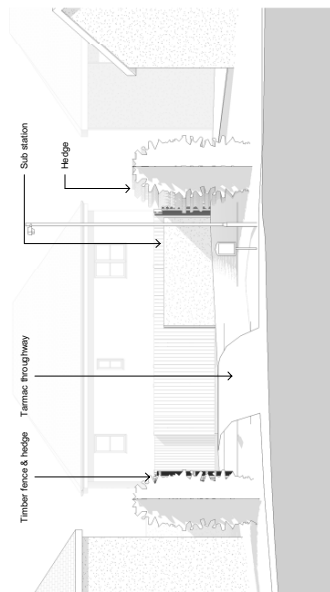 Timber fence & hedge
Tarmac throughway
Sub station
Hedge